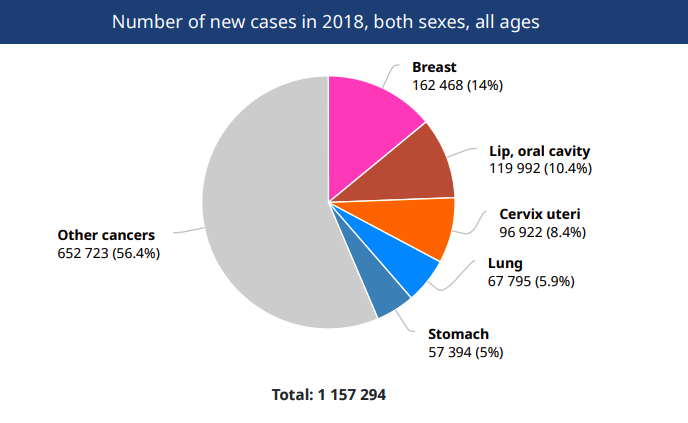 Number of new cases in 2018, both sexes, all ages
Breast
162 468 (14%)
Lip, oral cavity
119 992 (10.4%)
Cervix uteri
96 922 (8.4%)
Lung
67 795 (5.9%)
Stomach
57 394 (5%)
Other cancers
652 723 (56.4%)
Total: 1 157 294